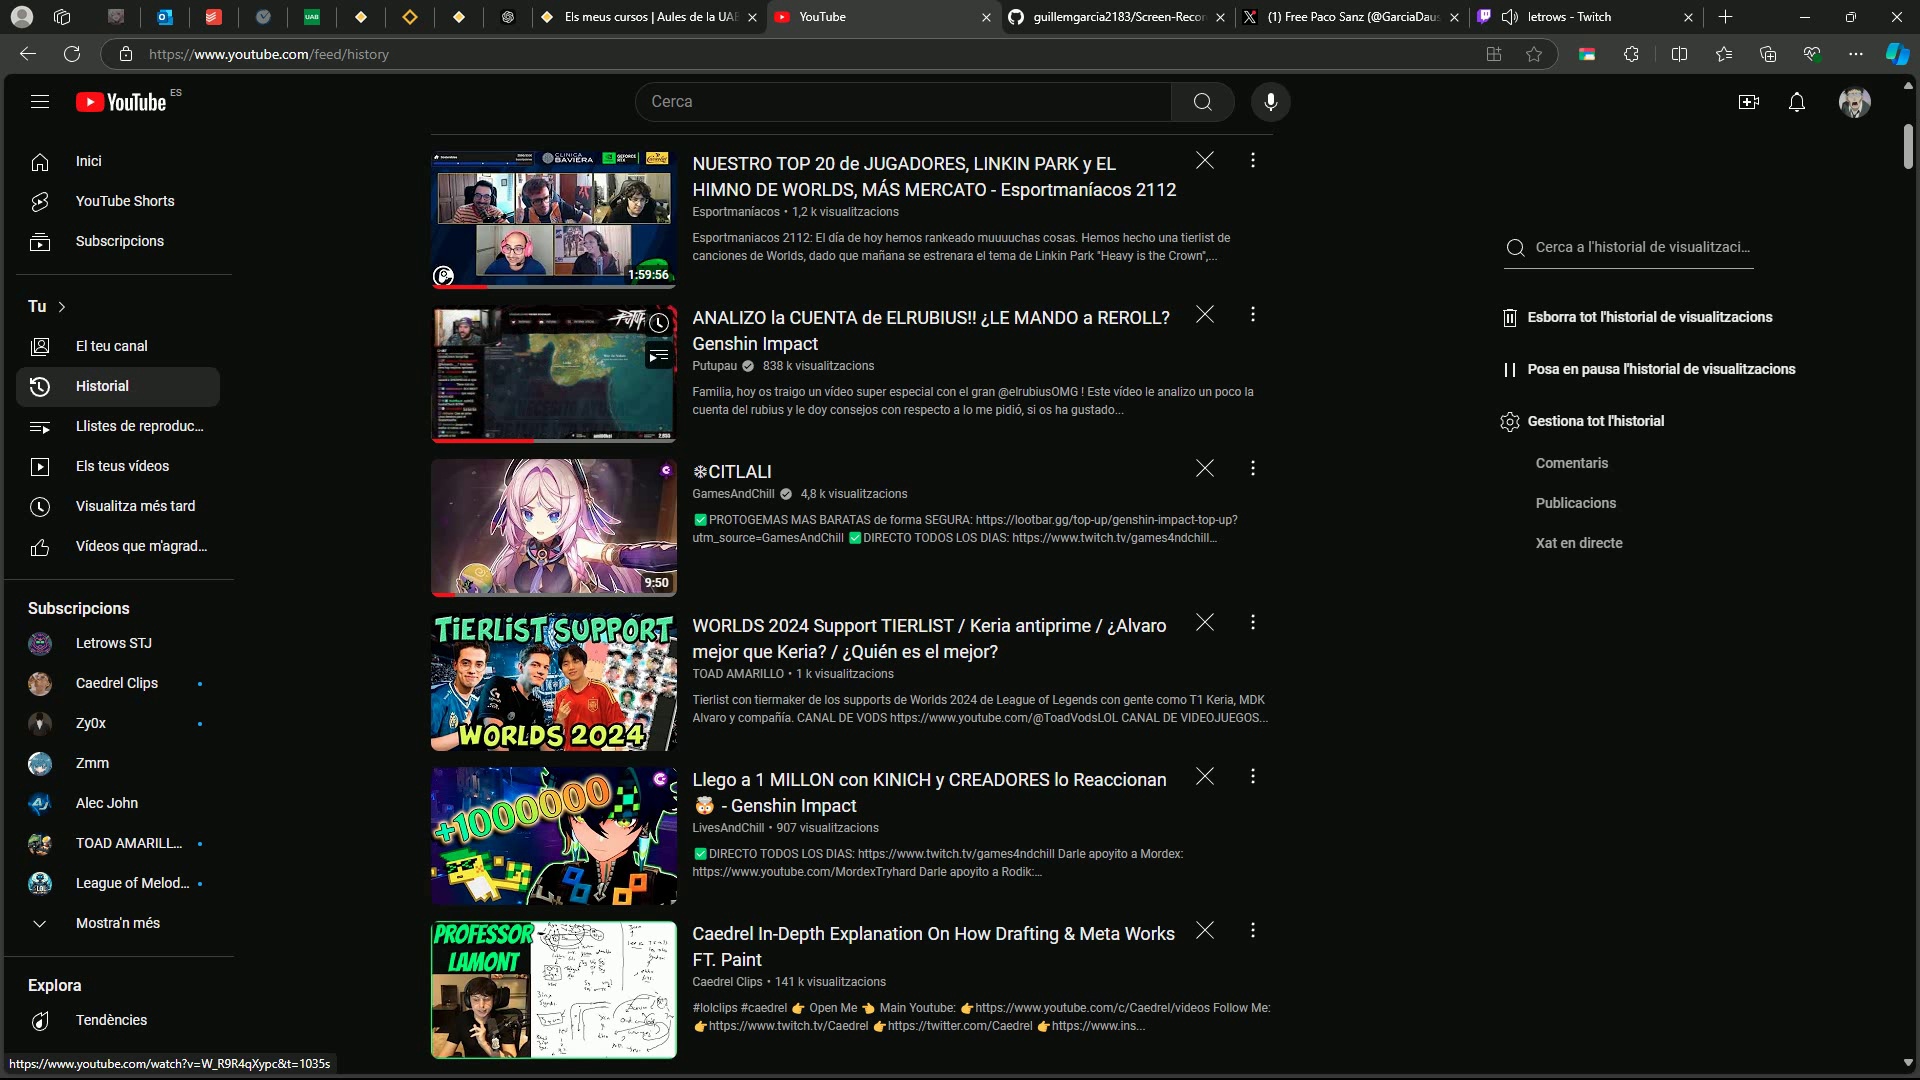 Els meus cursos | Aules de la UAB
YouTube
guillemgarcia2183/Screen-Recor
(1) Free Paco Sanz (@GarciaDaus
letrows - Twitch
https://www.youtube.com/feed/history
YouTube ES
Cerca
Inici
YouTube Shorts
Subscripcions
Tu
El teu canal
Historial
Llistes de reproduc...
Els teus vídeos
Visualitza més tard
Vídeos que m'agrad...
Subscripcions
Letrows STJ
Caedrel Clips
Zy0x
Zmm
Alec John
TOAD AMARILL...
League of Melod...
Mostra'n més
Explora
Tendències
https://www.youtube.com/watch?v=W_R9R4qXypc&t=1035s
CLINICA BAVIERA
1:59:56
NUESTRO TOP 20 de JUGADORES, LINKIN PARK y EL
HIMNO DE WORLDS, MÁS MERCATO - Esportmaníacos 2112
Esportmaníacos • 1,2 k visualitzacions
Esportmaniacos 2112: El día de hoy hemos rankeado muuuuchas cosas. Hemos hecho una tierlist de
canciones de Worlds, dado que mañana se estrenara el tema de Linkin Park "Heavy is the Crown",...
ANALIZO la CUENTA de ELRUBIUS!! ¿LE MANDO a REROLL?
Genshin Impact
Putupau 838 k visualitzacions
Familia, hoy os traigo un vídeo super especial con el gran @elrubiusOMG ! Este vídeo le analizo un poco la
cuenta del rubius y le doy consejos con respecto a lo me pidió, si os ha gustado...
9:50
❄CITLALI
GamesAndChill 4,8 k visualitzacions
✅PROTOGEMAS MAS BARATAS de forma SEGURA: https://lootbar.gg/top-up/genshin-impact-top-up?
utm_source=GamesAndChill ✅DIRECTO TODOS LOS DIAS: https://www.twitch.tv/games4ndchill...
TIERLIST SUPPORT
WORLDS 2024
WORLDS 2024 Support TIERLIST / Keria antiprime / ¿Alvaro
mejor que Keria? / ¿Quién es el mejor?
TOAD AMARILLO • 1 k visualitzacions
Tierlist con tiermaker de los supports de Worlds 2024 de League of Legends con gente como T1 Keria, MDK
Alvaro y compañía. CANAL DE VODS https://www.youtube.com/@ToadVodsLOL CANAL DE VIDEOJUEGOS...
+1000000
Llego a 1 MILLON con KINICH y CREADORES lo Reaccionan
🤯 - Genshin Impact
LivesAndChill • 907 visualitzacions
✅DIRECTO TODOS LOS DIAS: https://www.twitch.tv/games4ndchill Darle apoyito a Mordex:
https://www.youtube.com/MordexTryhard Darle apoyito a Rodik:...
PROFESSOR
LAMONT
Caedrel In-Depth Explanation On How Drafting & Meta Works
FT. Paint
Caedrel Clips • 141 k visualitzacions
#lolclips #caedrel 👉 Open Me 👈 Main Youtube: 👉https://www.youtube.com/c/Caedrel/videos Follow Me:
👉https://www.twitch.tv/Caedrel 👉https://twitter.com/Caedrel 👉https://www.ins...
Cerca a l'historial de visualitzaci...
Esborra tot l'historial de visualitzacions
Posa en pausa l'historial de visualitzacions
Gestiona tot l'historial
Comentaris
Publicacions
Xat en directe